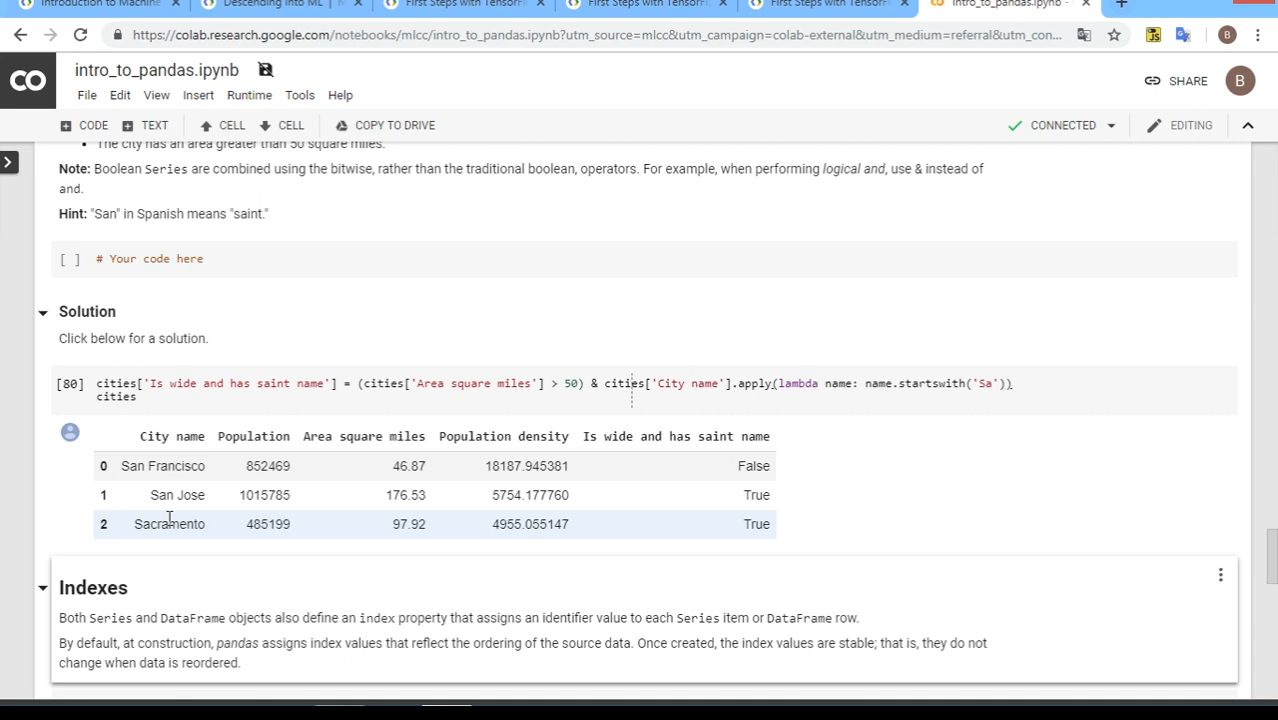 Introduction to Machine
Descending into ML |
First Steps with TensorF
First Steps with TensorF
First Steps with TensorF
Intro_to_pandas.ipynb -
https://colab.research.google.com/notebooks/mlcc/intro_to_pandas.ipynb?utm_source=mlcc&utm_campaign=colab-external&utm_medium=referral&utm_con...
JS
B
CO
intro_to_pandas.ipynb
SHARE
B
File Edit View Insert Runtime Tools Help
CODE TEXT CELL CELL COPY TO DRIVE CONNECTED EDITING
• The city has an area greater than 50 square miles.
Note: Boolean Series are combined using the bitwise, rather than the traditional boolean, operators. For example, when performing logical and, use & instead of
and.
Hint: "San" in Spanish means "saint."
[ ] # Your code here
Solution
Click below for a solution.
[80] cities['Is wide and has saint name'] = (cities['Area square miles'] > 50) & cities['City name'].apply(lambda name: name.startswith('Sa'))
cities
City name Population Area square miles Population density Is wide and has saint name
0 San Francisco 852469 46.87 18187.945381 False
1 San Jose 1015785 176.53 5754.177760 True
2 Sacramento 485199 97.92 4955.055147 True
Indexes
Both Series and DataFrame objects also define an index property that assigns an identifier value to each Series item or DataFrame row.
By default, at construction, pandas assigns index values that reflect the ordering of the source data. Once created, the index values are stable; that is, they do not
change when data is reordered.